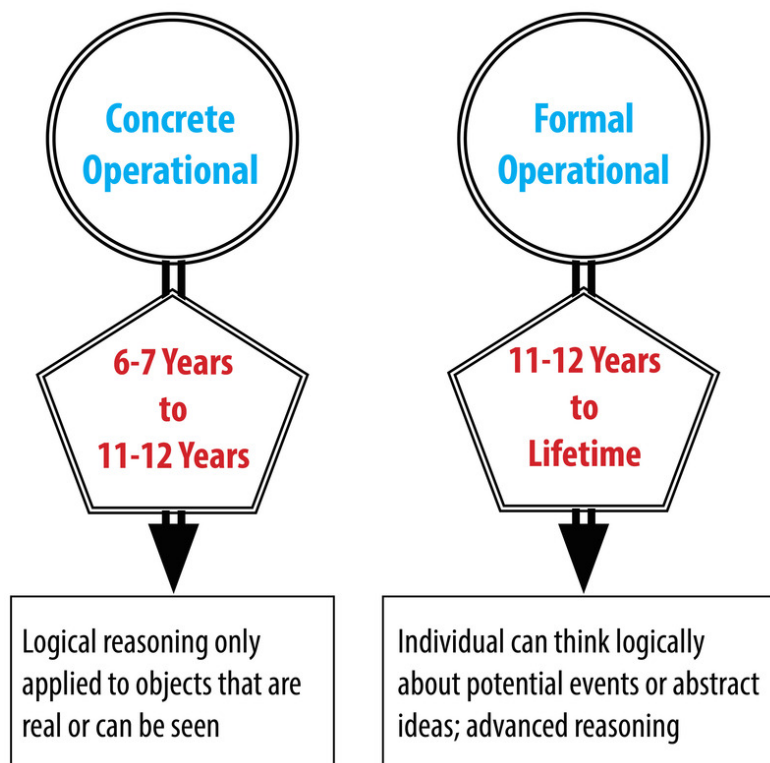 Concrete
Operational
6-7 Years
to
11-12 Years
Logical reasoning only
applied to objects that are
real or can be seen
Formal
Operational
11-12 Years
to
Lifetime
Individual can think logically
about potential events or abstract
ideas; advanced reasoning